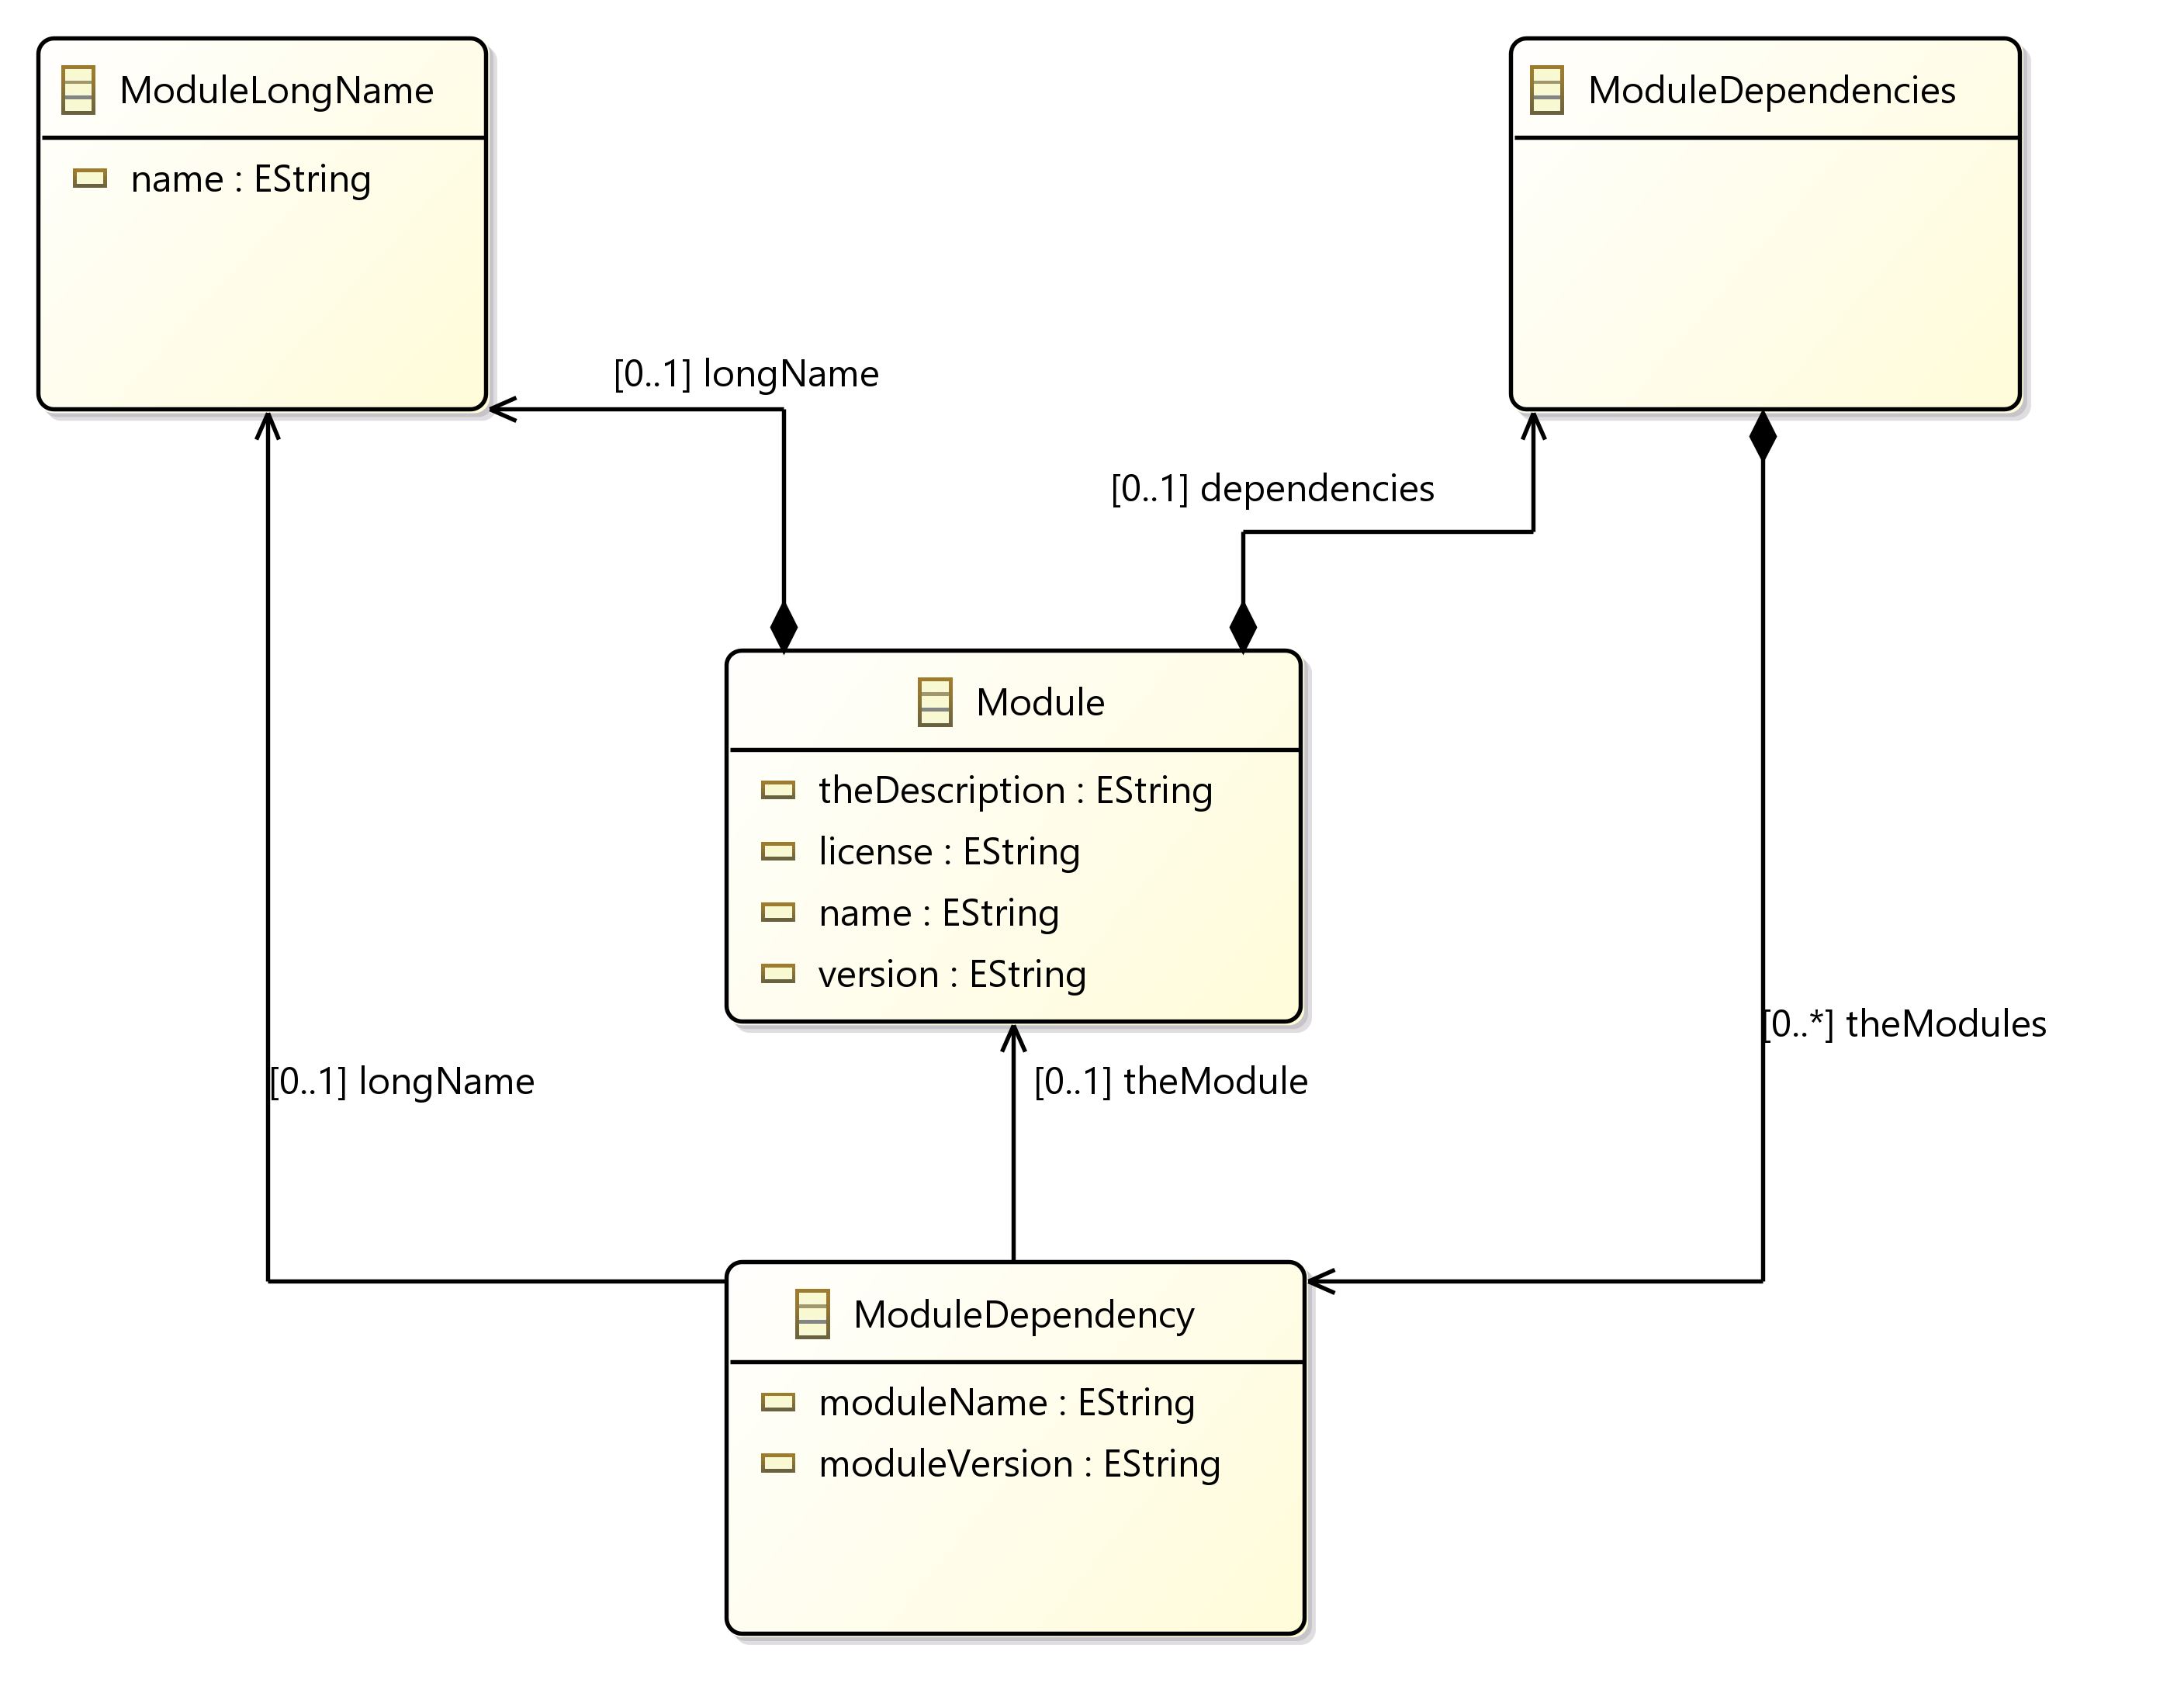 ModuleLongName
name : EString
ModuleDependencies
[0..1] longName
[0..1] dependencies
Module
theDescription : EString
license : EString
name : EString
version : EString
[0..*] theModules
[0..1] longName
[0..1] theModule
ModuleDependency
moduleName : EString
moduleVersion : EString